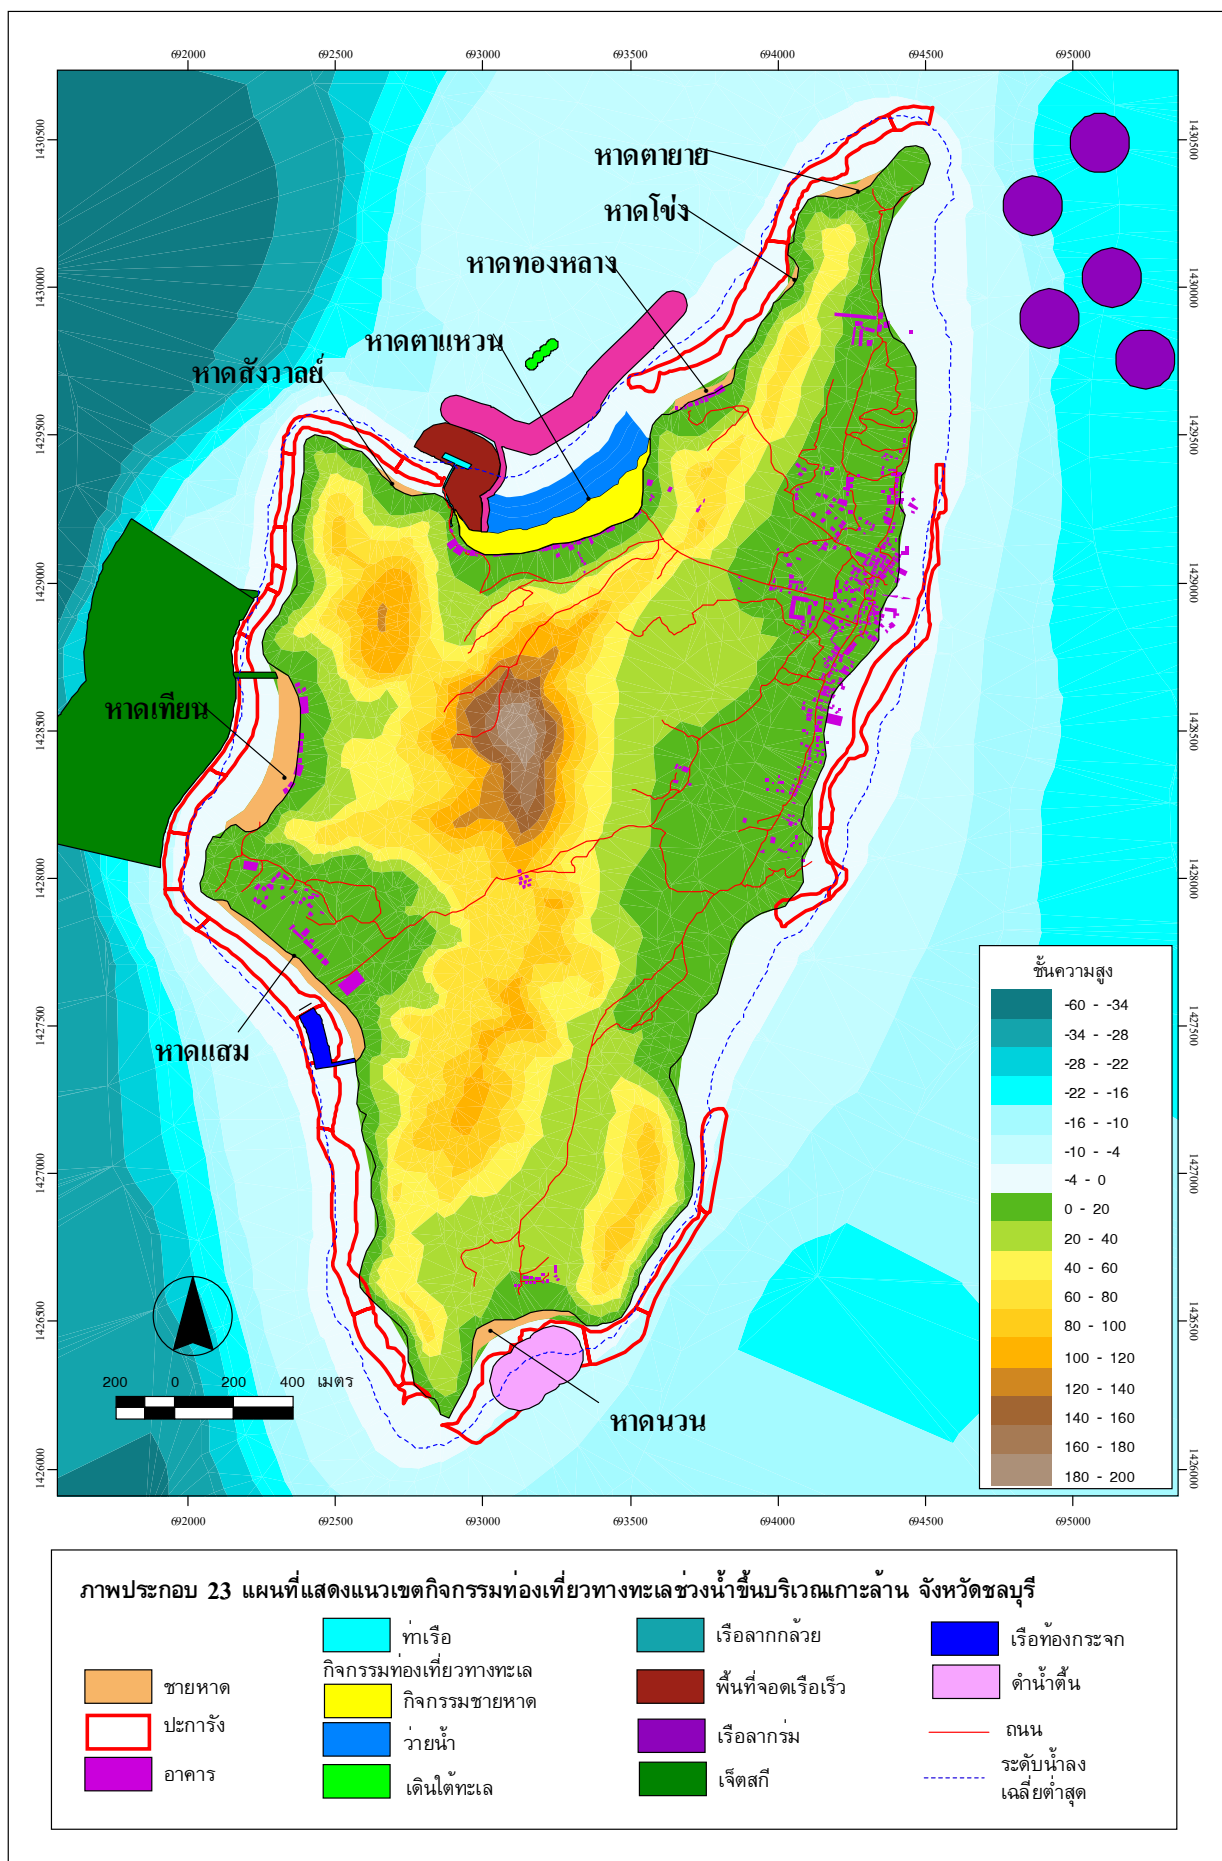 692000 692500 693000 693500 694000 694500 695000
1430500 1430500
หาดตายาย
หาดโข่ง
หาดทองหลาง
1430000 1430000
หาดตาแหวน
หาดสังวาลย์
1429500 1429500
1429000 1429000
หาดเทียน
1428500 1428500
1428000 1428000
หาดแสม
1427500 1427500
1427000 1427000
1426500 1426500
หาดนวน
1426000 1426000
ชั้นความสูง
-60 - -34
-34 - -28
-28 - -22
-22 - -16
-16 - -10
-10 - -4
-4 - 0
0 - 20
20 - 40
40 - 60
60 - 80
80 - 100
100 - 120
120 - 140
140 - 160
160 - 180
180 - 200
200 0 200 400 เมตร
692000 692500 693000 693500 694000 694500 695000
ภาพประกอบ 23 แผนที่แสดงแนวเขตกิจกรรมท่องเที่ยวทางทะเลช่วงน้ำขึ้นบริเวณเกาะล้าน จังหวัดชลบุรี
ชายหาด
ปะการัง
อาคาร
ท่าเรือ
กิจกรรมท่องเที่ยวทางทะเล
กิจกรรมชายหาด
ว่ายน้ำ
เดินใต้ทะเล
เรือลากกล้วย
พื้นที่จอดเรือเร็ว
เรือลากร่ม
เจ็ตสกี
เรือท้องกระจก
ดำน้ำตื้น
ถนน
ระดับน้ำลง
เฉลี่ยต่ำสุด